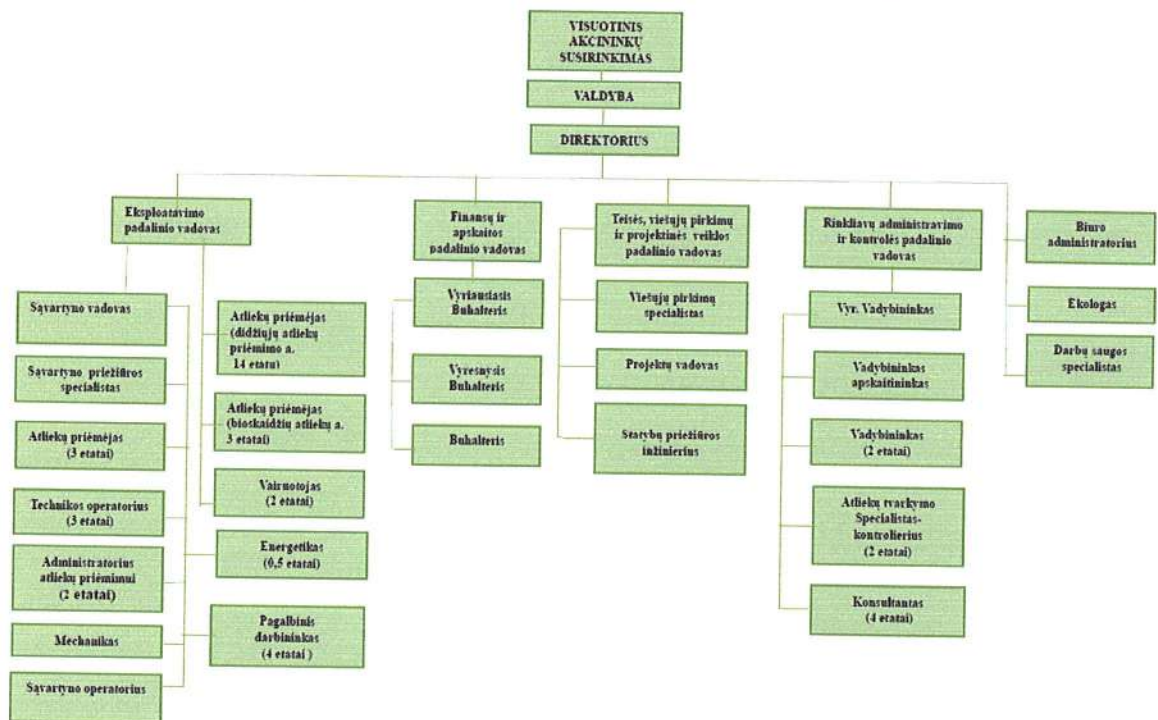 VISUOTINIS
AKCININKŲ
SUSIRINKIMAS
VALDYBA
DIREKTORIUS
Eksploatavimo
padalinio vadovas
Sąvartyno vadovas
Sąvartyno priežiūros
specialistas
Atliekų priėmėjas
(3 etatai)
Technikos operatorius
(3 etatai)
Administratorius
atliekų priėmimui
(2 etatai)
Mechanikas
Sąvartyno operatorius
Atliekų priėmėjas
(didžiųjų atliekų
priėmimo a.
14 etatų)
Atliekų priėmėjas
(bioskaidžių atliekų a.
3 etatai)
Vairuotojas
(2 etatai)
Energetikas
(0,5 etatai)
Pagalbinis
darbininkas
(4 etatai )
Finansų ir
apskaitos
padalinio vadovas
Vyriausiasis
Buhalteris
Vyresnysis
Buhalteris
Buhalteris
Teisės, viešųjų pirkimų
ir projektinės veiklos
padalinio vadovas
Viešųjų pirkimų
specialistas
Projektų vadovas
Statybų priežiūros
inžinierius
Rinkliavų administravimo
ir kontrolės padalinio
vadovas
Vyr. Vadybininkas
Vadybininkas
apskaitininkas
Vadybininkas
(2 etatai)
Atliekų tvarkymo
Specialistas-
kontrolierius
(2 etatai)
Konsultantas
(4 etatai)
Biuro
administratorius
Ekologas
Darbų saugos
specialistas